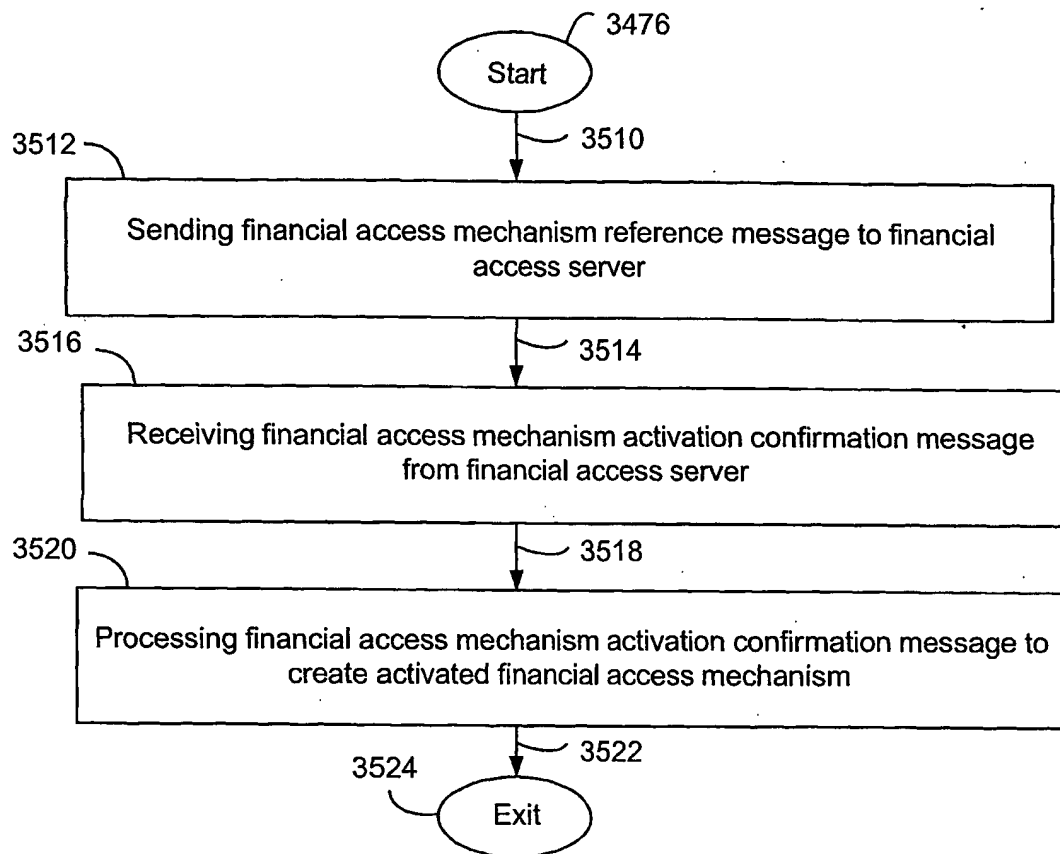 3476
Start
3510
3512
Sending financial access mechanism reference message to financial
access server
3514
3516
Receiving financial access mechanism activation confirmation message
from financial access server
3518
3520
Processing financial access mechanism activation confirmation message to
create activated financial access mechanism
3522
3524
Exit